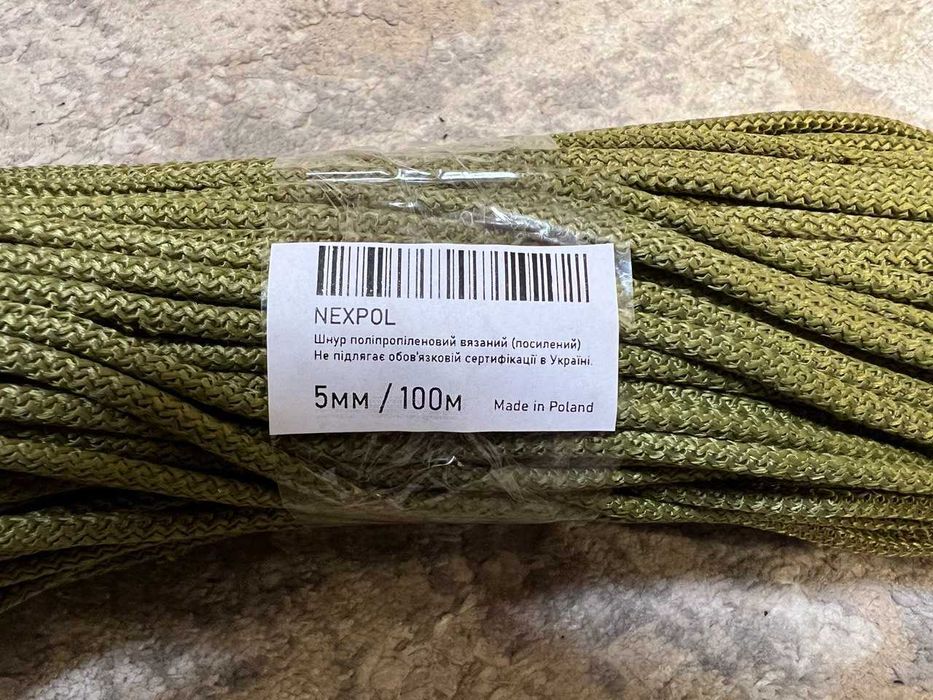 NEXPOL
Шнур поліпропіленовий вязаний (посилений)
Не підлягає обов'язковій сертифікації в Україні.
5мм / 100м Made in Poland